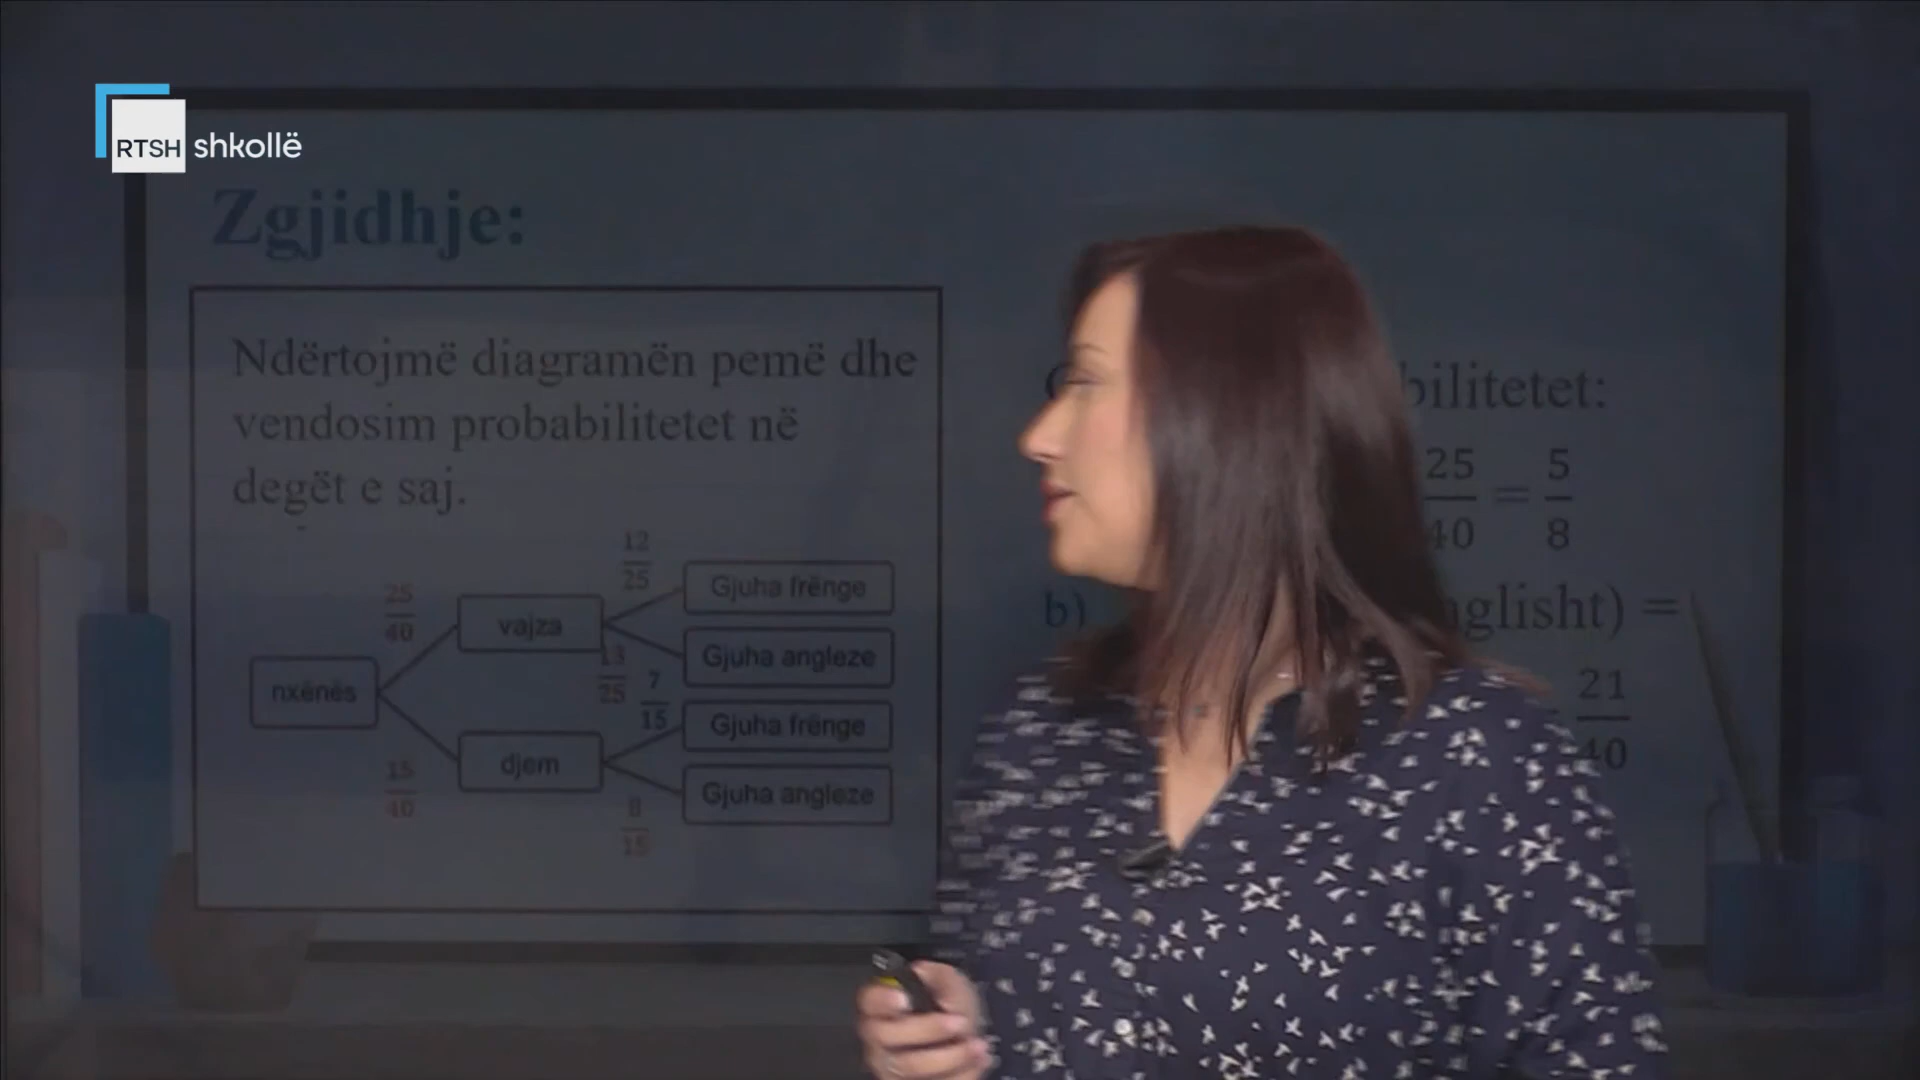 RTSH shkollë
Zgjidhje:
Ndërtojmë diagramën pemë dhe
vendosim probabilitetet në
degët e saj.
12
25
Gjuha frënge
25
40
vajza
13
25
Gjuha angleze
nxënës
7
15
Gjuha frënge
15
40
djem
8
15
Gjuha angleze
25
40
=
5
8
b)
=
21
40